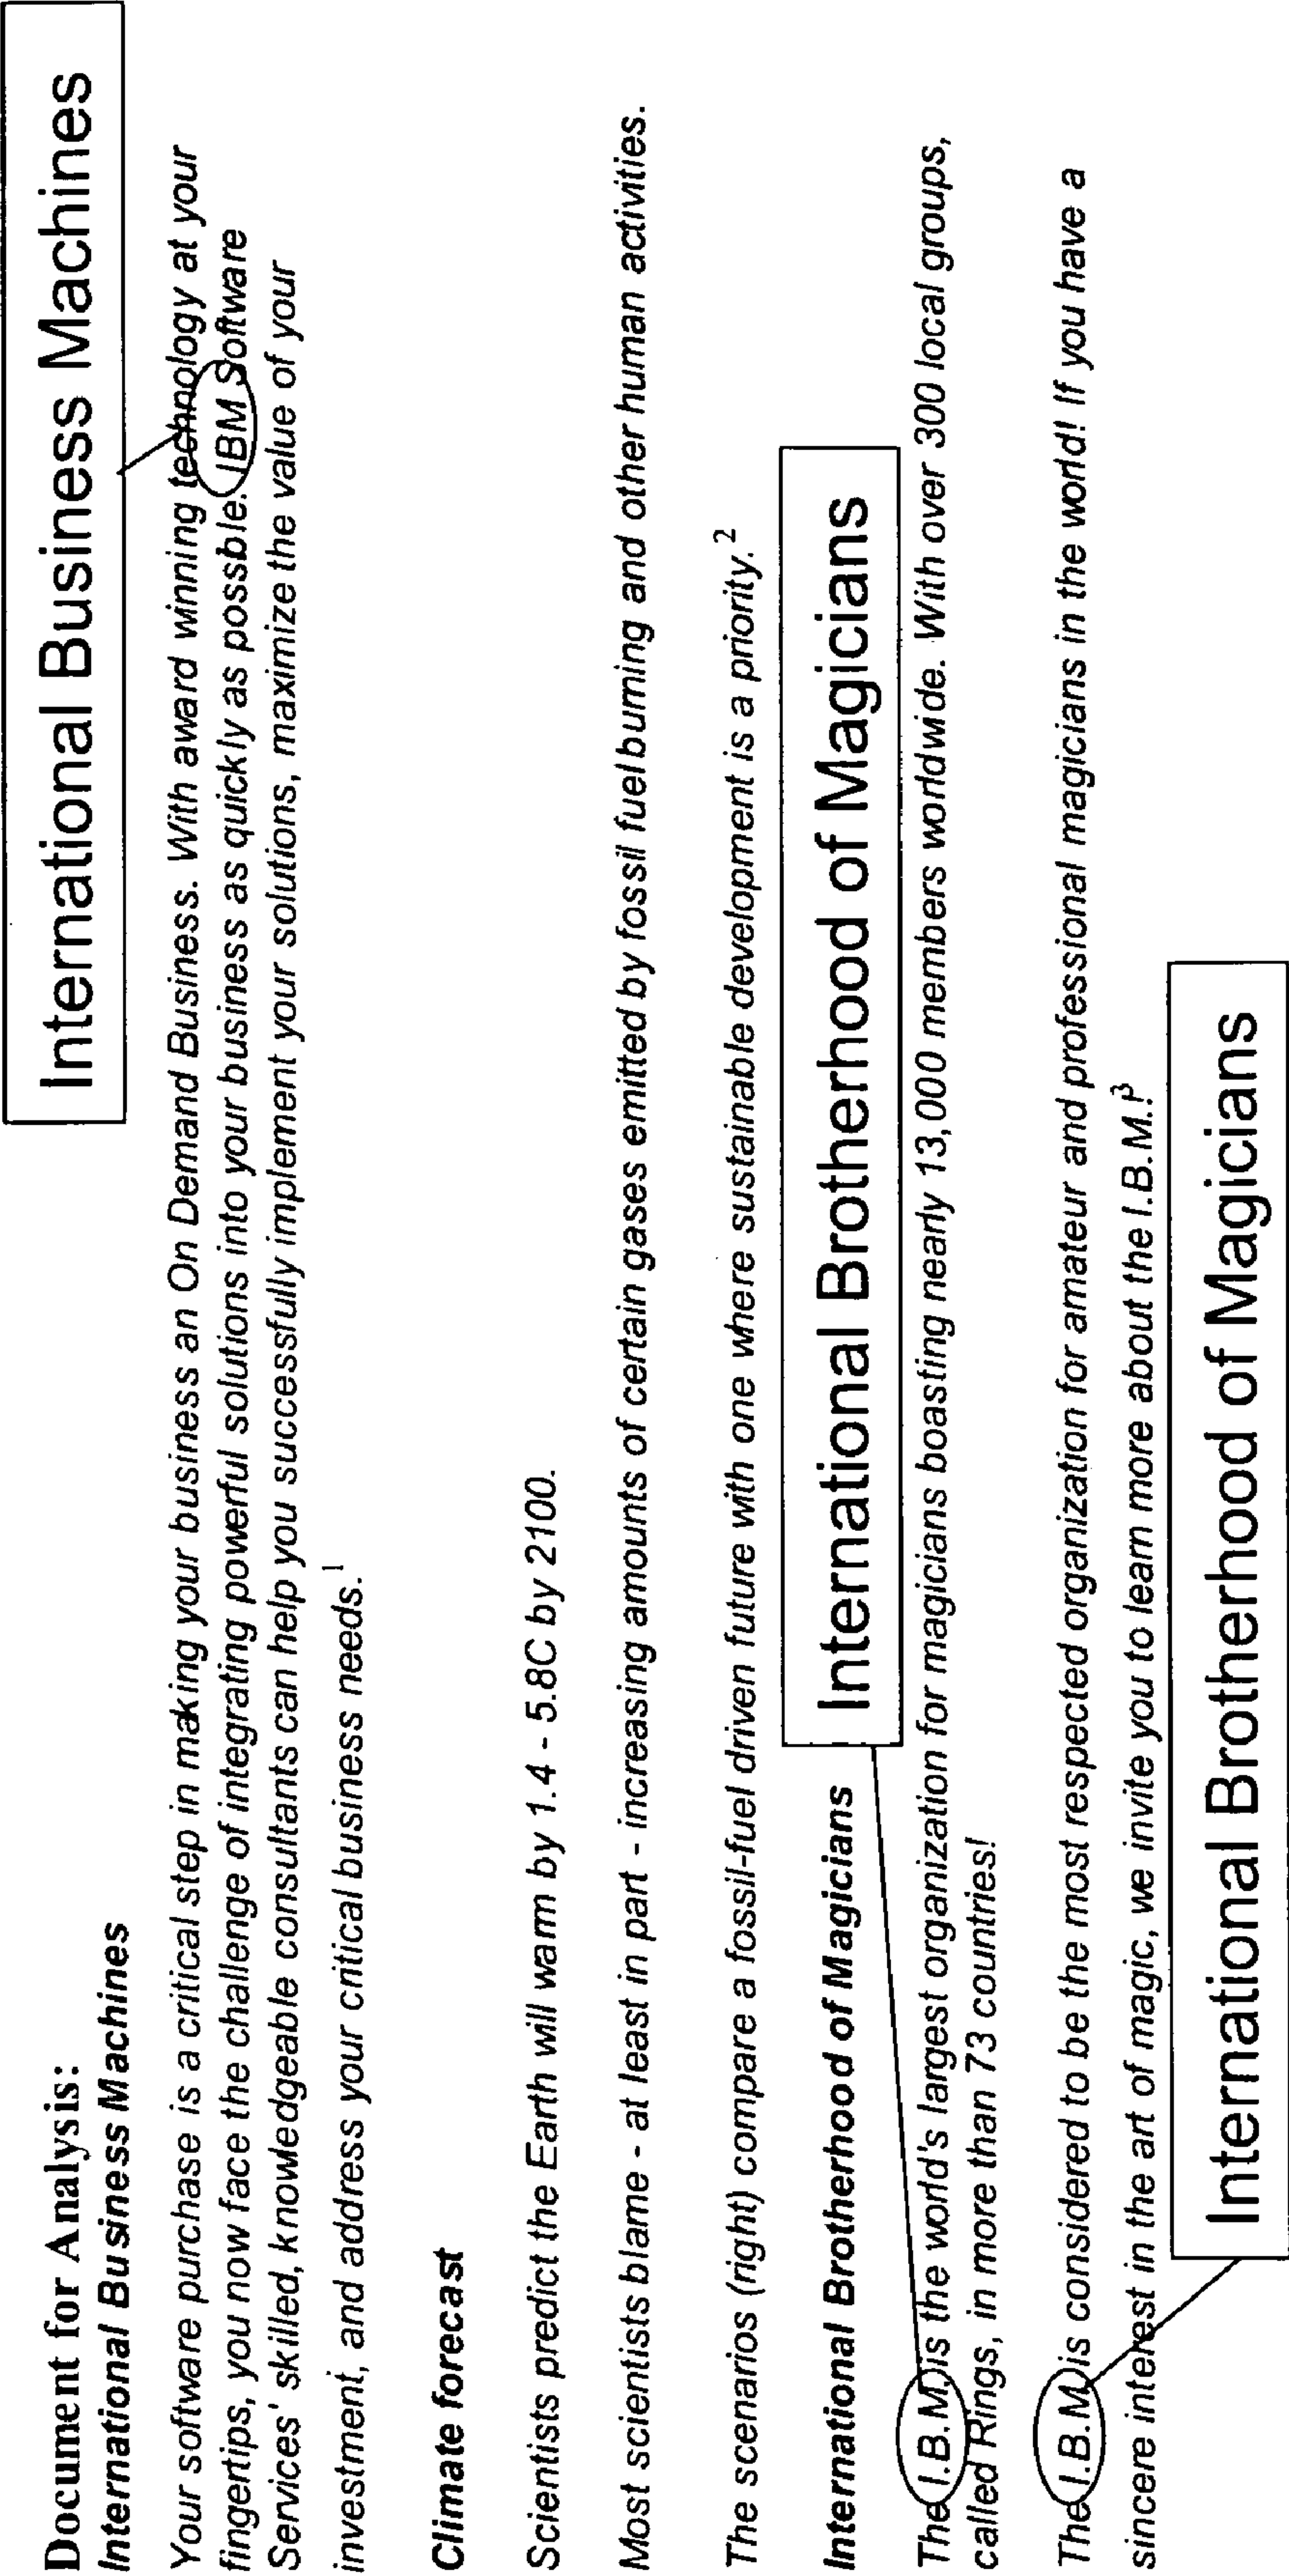 International Business Machines
Document for Analysis:
International Business Machines
Your software purchase is a critical step in making your business an On Demand Business. With award winning technology at your
fingertips, you now face the challenge of integrating powerful solutions into your business as quickly as possble. IBM Software
Services' skilled, knowledgeable consultants can help you successfully implement your solutions, maximize the value of your
investment, and address your critical business needs.1
Climate forecast
Scientists predict the Earth will warm by 1.4 - 5.8C by 2100.
Most scientists blame - at least in part - increasing amounts of certain gases emitted by fossil fuel burning and other human activities.
The scenarios (right) compare a fossil-fuel driven future with one where sustainable development is a priority.2
International Brotherhood of Magicians
International Brotherhood of Magicians
The I.B.M. is the world's largest organization for magicians boasting nearly 13,000 members worldwide. With over 300 local groups,
called Rings, in more than 73 countries!
The I.B.M. is considered to be the most respected organization for amateur and professional magicians in the world! If you have a
sincere interest in the art of magic, we invite you to learn more about the I.B.M.!3
International Brotherhood of Magicians